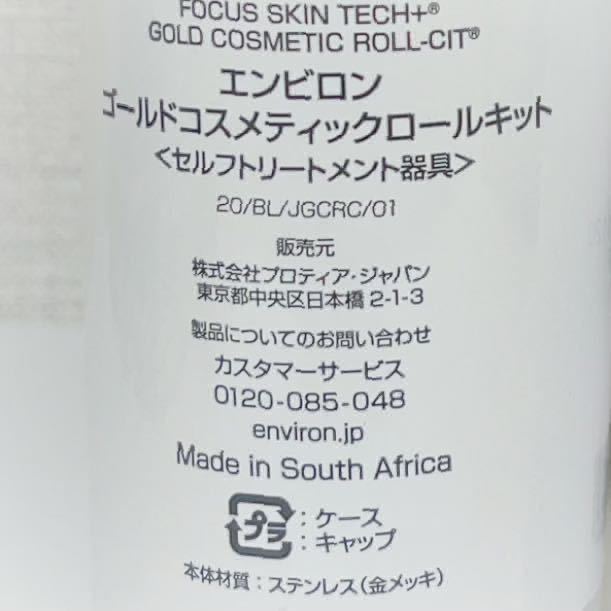 FOCUS SKIN TECH+®
GOLD COSMETIC ROLL-CIT®
エンビロン
ゴールドコスメティックロールキット
<セルフトリートメント器具>
20/BL/JGCRC/01
販売元
株式会社プロティア・ジャパン
東京都中央区日本橋 2-1-3
製品についてのお問い合わせ
カスタマーサービス
0120-085-048
environ.jp
Made in South Africa
プラ :ケース
:キャップ
本体材質:ステンレス(金メッキ)